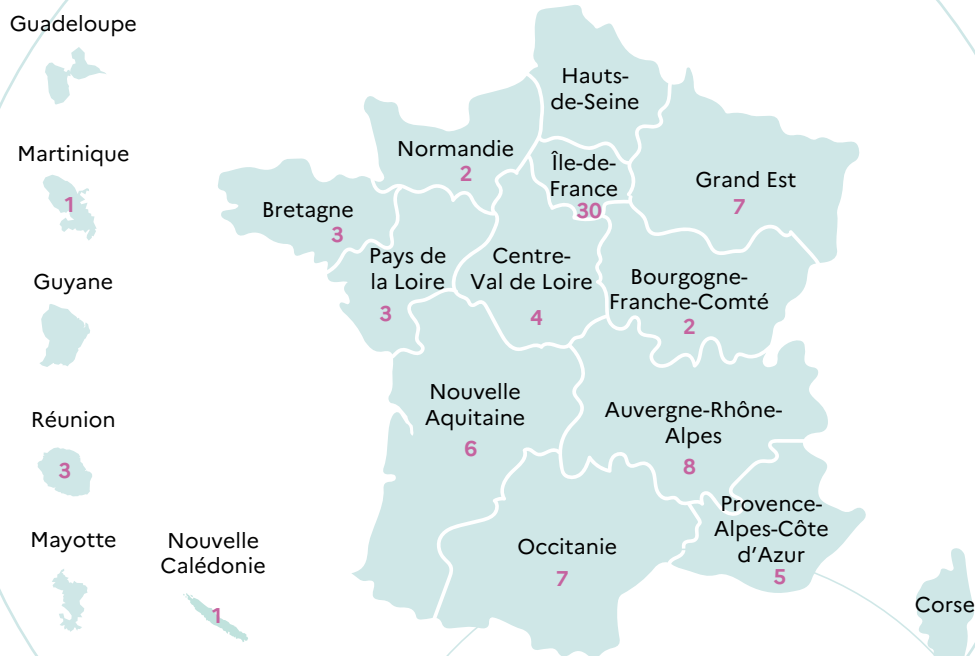 Guadeloupe
Martinique
1
Guyane
Réunion
3
Mayotte
Nouvelle
Calédonie
1
Hauts-
de-Seine
Normandie
2
Île-de-
France
30
Grand Est
7
Bretagne
3
Pays de
la Loire
3
Centre-
Val de Loire
4
Bourgogne-
Franche-Comté
2
Nouvelle
Aquitaine
6
Auvergne-Rhône-
Alpes
8
Occitanie
7
Provence-
Alpes-Côte
d'Azur
5
Corse